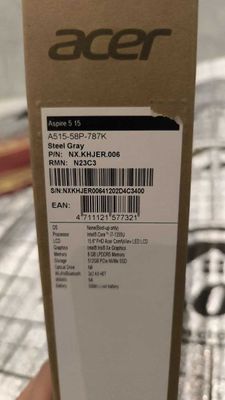 acer
Aspire 5 15
A515-58P-787K
Steel Gray
P/N: NX.KHJER.006
RMN: N23C3
S/N:NXKHJER00641202D4C3400
EAN:
4 711121 577321
OS None(Boot-up only)
Processor Intel® Core™ i7-1355U
LCD 15.6" FHD Acer ComfyView LED LCD
Graphics Intel® Iris Xe Graphics
Memory 8 GB LPDDR5 Memory
Storage 512GB PCIe NVMe SSD
Optical Drive
Battery